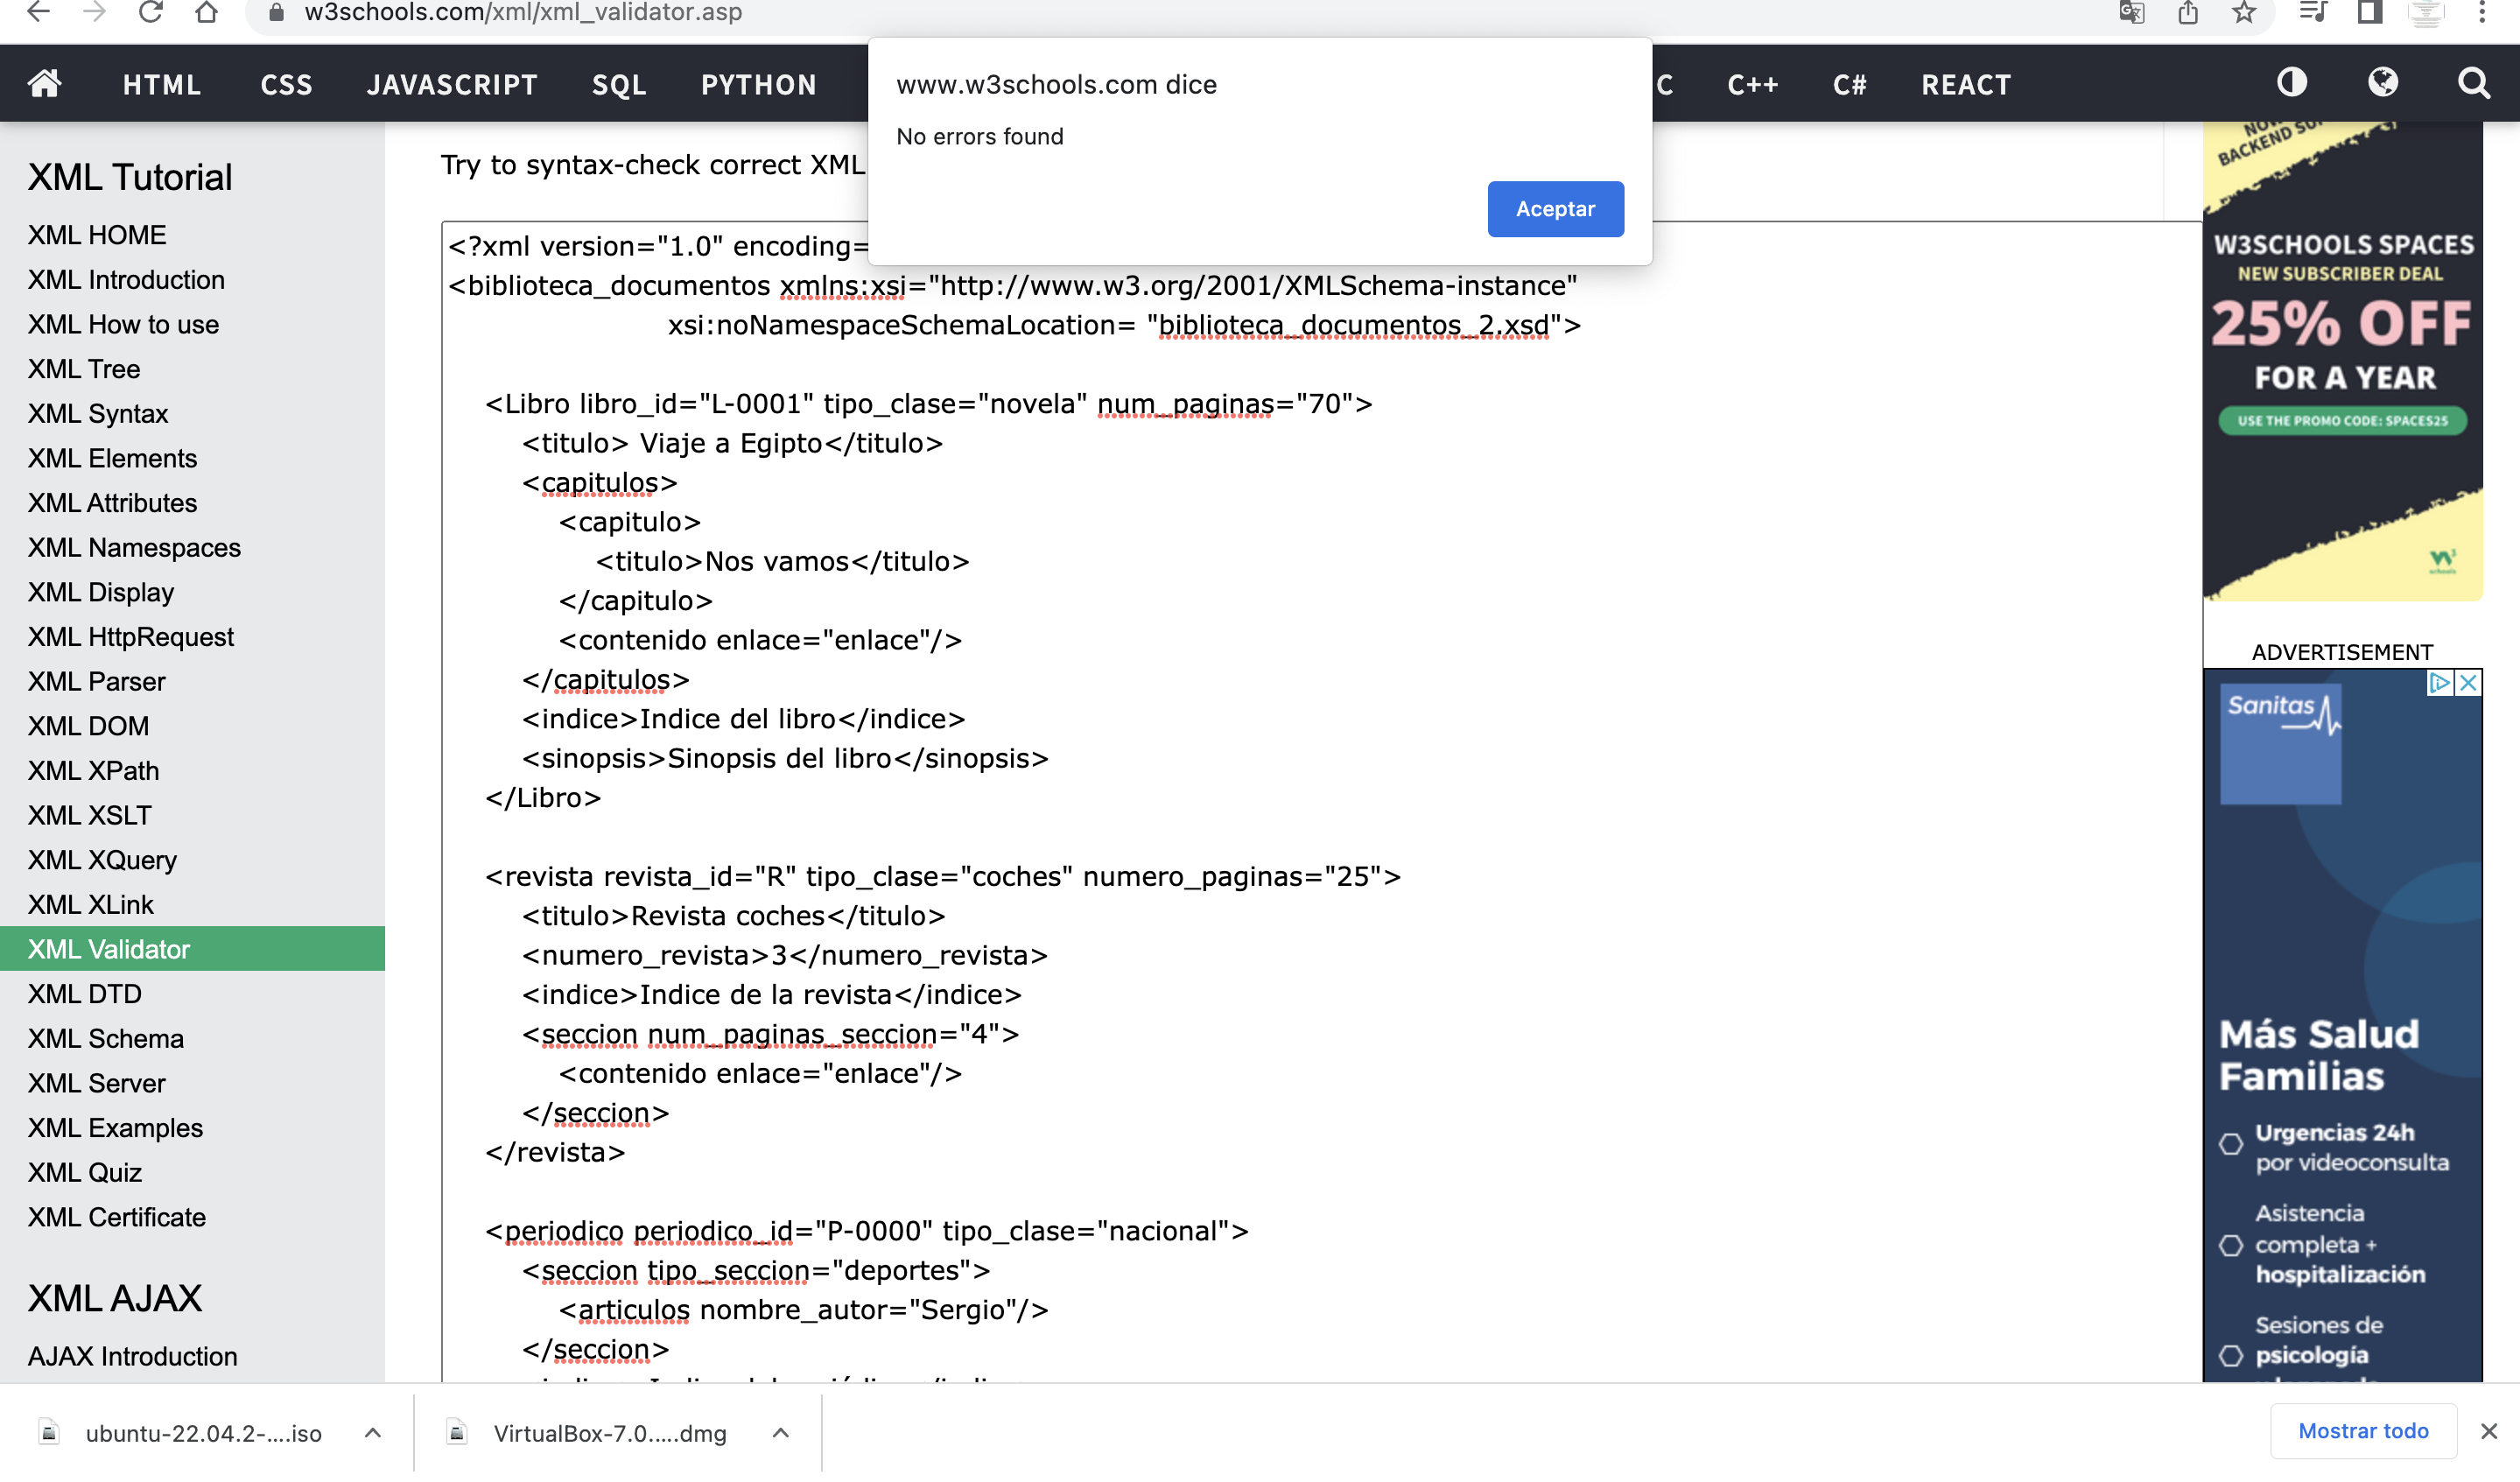 w3schools.com/xml/xml_validator.asp
HTML CSS JAVASCRIPT SQL PYTHON C C++ C# REACT
www.w3schools.com dice
No errors found
Aceptar
XML Tutorial
XML HOME
XML Introduction
XML How to use
XML Tree
XML Syntax
XML Elements
XML Attributes
XML Namespaces
XML Display
XML HttpRequest
XML Parser
XML DOM
XML XPath
XML XSLT
XML XQuery
XML XLink
XML Validator
XML DTD
XML Schema
XML Server
XML Examples
XML Quiz
XML Certificate
XML AJAX
AJAX Introduction
Try to syntax-check correct XML
<?xml version="1.0" encoding=
<biblioteca_documentos xmlns:xsi="http://www.w3.org/2001/XMLSchema-instance"
xsi:noNamespaceSchemaLocation= "biblioteca_documentos_2.xsd">
<Libro libro_id="L-0001" tipo_clase="novela" num_paginas="70">
<titulo> Viaje a Egipto</titulo>
<capitulos>
<capitulo>
<titulo>Nos vamos</titulo>
</capitulo>
<contenido enlace="enlace"/>
</capitulos>
<indice>Indice del libro</indice>
<sinopsis>Sinopsis del libro</sinopsis>
</Libro>
<revista revista_id="R" tipo_clase="coches" numero_paginas="25">
<titulo>Revista coches</titulo>
<numero_revista>3</numero_revista>
<indice>Indice de la revista</indice>
<seccion num_paginas_seccion="4">
<contenido enlace="enlace"/>
</seccion>
</revista>
<periodico periodico_id="P-0000" tipo_clase="nacional">
<seccion tipo_seccion="deportes">
<articulos nombre_autor="Sergio"/>
</seccion>
BACKEND
W3SCHOOLS SPACES
NEW SUBSCRIBER DEAL
25% OFF
FOR A YEAR
USE THE PROMO CODE: SPACES25
w3
schools
ADVERTISEMENT
Sanitas
Más Salud
Familias
Urgencias 24h
por videoconsulta
Asistencia
completa +
hospitalización
Sesiones de
psicología
ubuntu-22.04.2-....iso
VirtualBox-7.0.....dmg
Mostrar todo